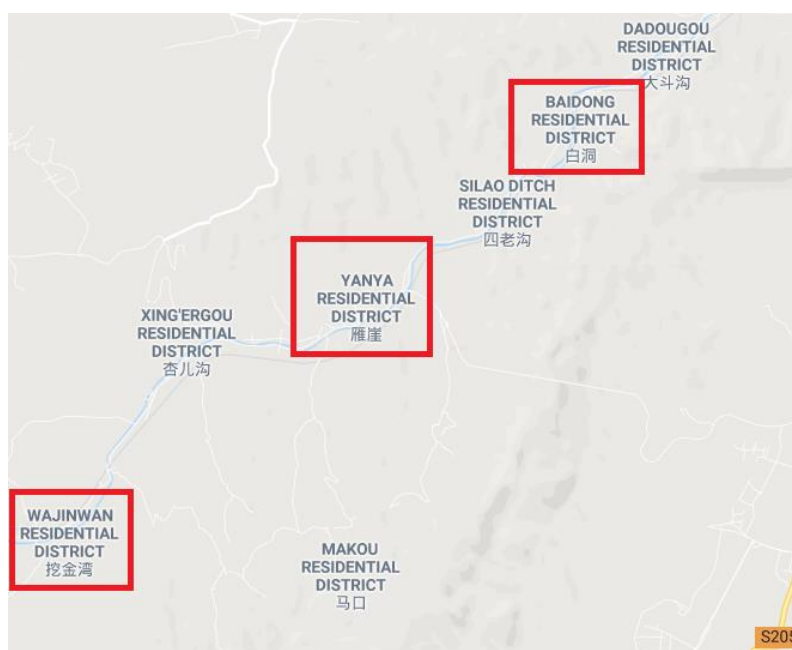 DADOUGOU
RESIDENTIAL
DISTRICT
大斗沟
BAIDONG
RESIDENTIAL
DISTRICT
白洞
SILAO DITCH
RESIDENTIAL
DISTRICT
四老沟
YANYA
RESIDENTIAL
DISTRICT
雁崖
XING'ERGOU
RESIDENTIAL
DISTRICT
杏儿沟
WAJINWAN
RESIDENTIAL
DISTRICT
挖金湾
MAKOU
RESIDENTIAL
DISTRICT
马口
S205